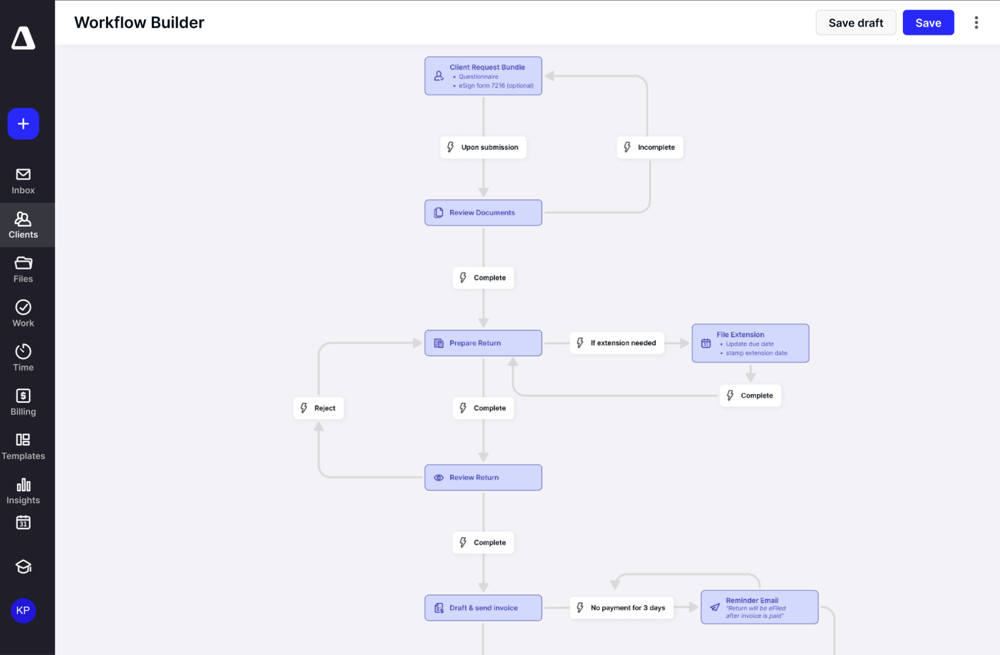 Workflow Builder
Save draft
Save
Inbox
Clients
Files
Work
Time
Billing
Templates
Insights
31
KP
Client Request Bundle
• Questionnaire
• eSign form 7216 (optional)
Upon submission
Incomplete
Review Documents
Complete
Prepare Return
If extension needed
31
File Extension
• Update due date
• stamp extension date
Reject
Complete
Complete
Review Return
Complete
Draft & send invoice
No payment for 3 days
Reminder Email
"Return will be eFiled
after invoice is paid"